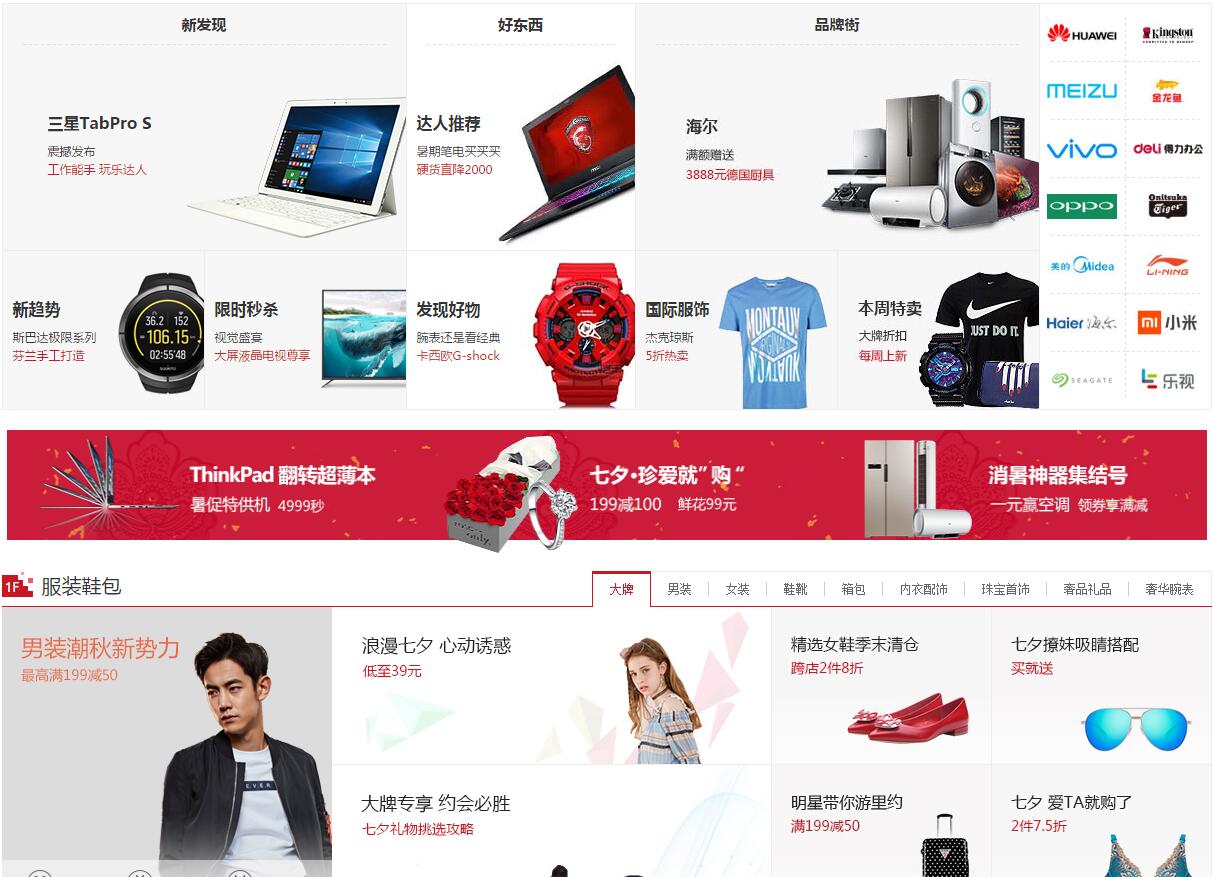 新发现
好东西
品牌街
三星TabPro S
震撼发布
工作能手 玩乐达人
达人推荐
暑期笔电买买买
硬货直降2000
海尔
满额赠送
3888元德国厨具
HUAWEI
Kingston
MEIZU
金龙鱼
vivo
deli 得力办公
oppo
Onitsuka
Tiger
美的 Midea
LI-NING
Haier 海尔
小米
SEAGATE
乐视
新趋势
斯巴达极限系列
芬兰手工打造
36.2 152
106.15
02:55'48
SUUNTO
限时秒杀
视觉盛宴
大屏液晶电视尊享
发现好物
腕表还是看经典
卡西欧G-shock
G-SHOCK
国际服饰
杰克琼斯
5折热卖
MONTAUK
本周特卖
大牌折扣
每周上新
JUST DO IT.
ThinkPad 翻转超薄本
暑促特供机 4999秒
only.
七夕•珍爱就”购“
199减100 鲜花99元
消暑神器集结号
一元赢空调 领券享满减
1F 服装鞋包
大牌
男装
女装
鞋靴
箱包
内衣配饰
珠宝首饰
奢品礼品
奢华腕表
男装潮秋新势力
最高满199减50
浪漫七夕 心动诱惑
低至39元
精选女鞋季末清仓
跨店2件8折
七夕撩妹吸睛搭配
买就送
大牌专享 约会必胜
七夕礼物挑选攻略
明星带你游里约
满199减50
七夕 爱TA就购了
2件7.5折